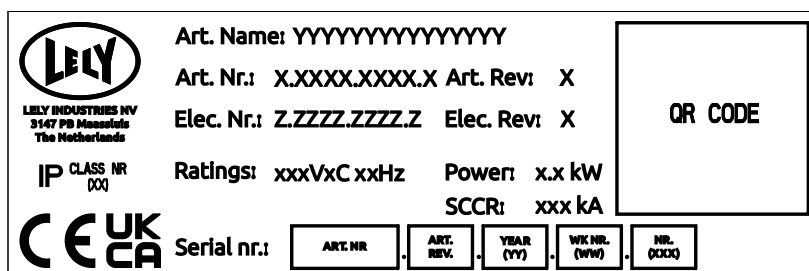 LELY
LELY INDUSTRIES NV
3147 PB Maassluis
The Netherlands
IP CLASS NR
(XX)
CE UK
CA
Art. Name: YYYYYYYYYYYYYYY
Art. Nr.: X.XXXX.XXXX.X Art. Rev: X
Elec. Nr.: Z.ZZZZ.ZZZZ.Z Elec. Rev: X
Ratings: xxxVxC xxHz Power: x.x kW
SCCR: xxx kA
Serial nr.: ART. NR . ART. REV. . YEAR (YY) . WK NR. (WW) . NR. (XXX)
QR CODE